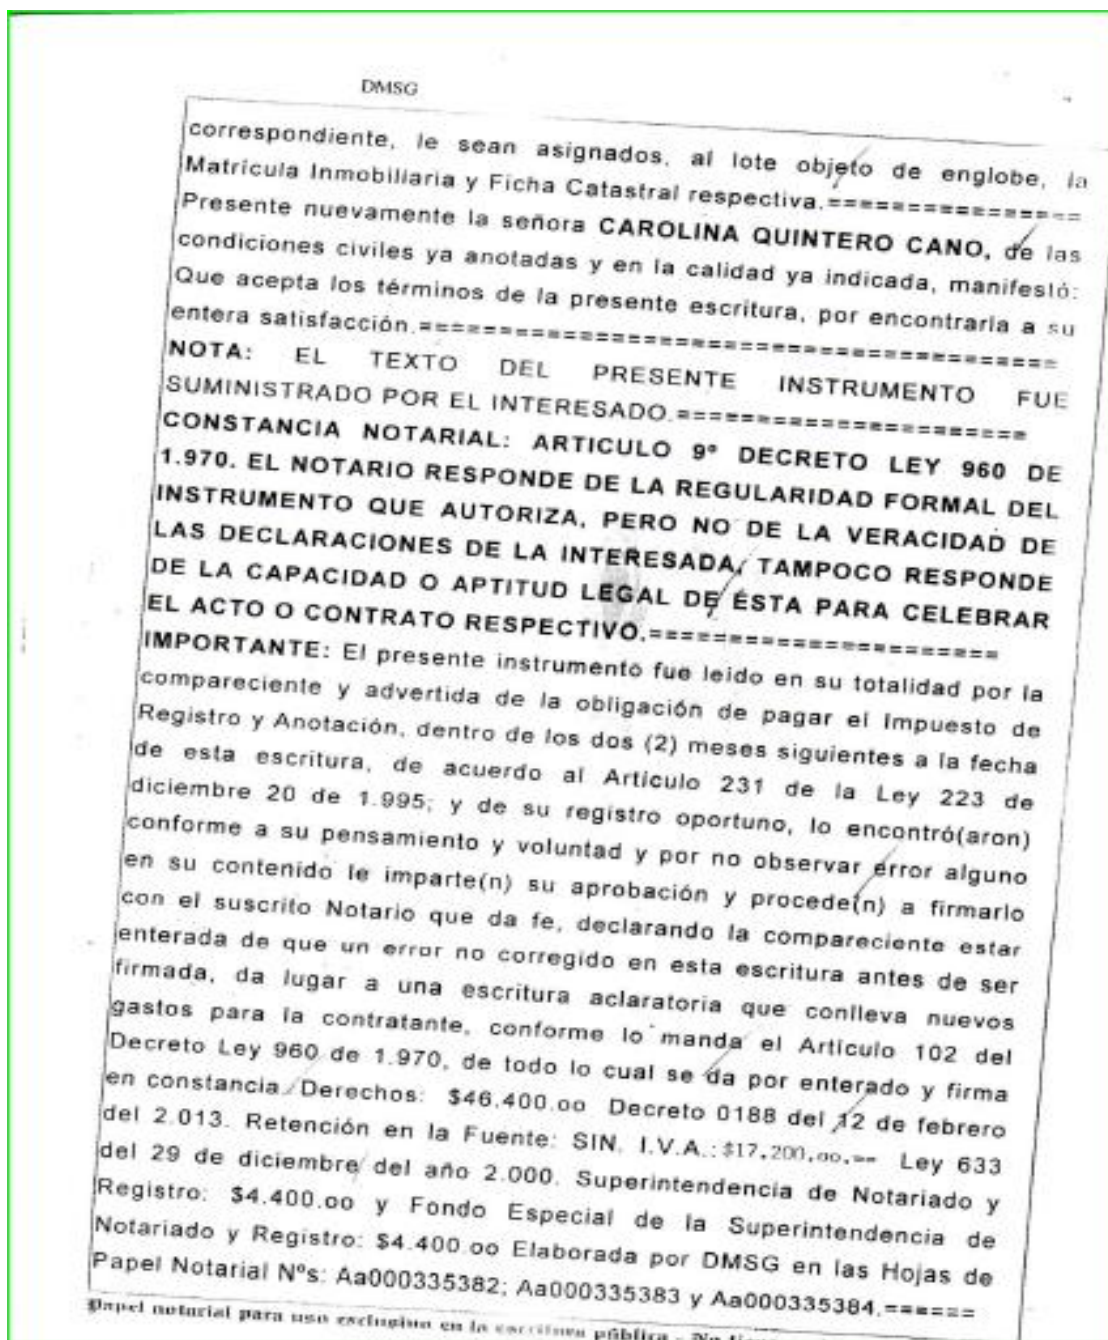 DMSG
correspondiente, le sean asignados, al lote objeto de englobe, la
Matrícula Inmobiliaria y Ficha Catastral respectiva.================
Presente nuevamente la señora CAROLINA QUINTERO CANO, de las
condiciones civiles ya anotadas y en la calidad ya indicada, manifestó:
Que acepta los términos de la presente escritura, por encontrarla a su
entera satisfacción.========================================
NOTA: EL TEXTO DEL PRESENTE INSTRUMENTO FUE
SUMINISTRADO POR EL INTERESADO.======================
CONSTANCIA NOTARIAL: ARTICULO 9º DECRETO LEY 960 DE
1.970. EL NOTARIO RESPONDE DE LA REGULARIDAD FORMAL DEL
INSTRUMENTO QUE AUTORIZA, PERO NO DE LA VERACIDAD DE
LAS DECLARACIONES DE LA INTERESADA, TAMPOCO RESPONDE
DE LA CAPACIDAD O APTITUD LEGAL DE ÉSTA PARA CELEBRAR
EL ACTO O CONTRATO RESPECTIVO.======================
IMPORTANTE: El presente instrumento fue leído en su totalidad por la
compareciente y advertida de la obligación de pagar el Impuesto de
Registro y Anotación, dentro de los dos (2) meses siguientes a la fecha
de esta escritura, de acuerdo al Artículo 231 de la Ley 223 de
diciembre 20 de 1.995; y de su registro oportuno, lo encontró(aron)
conforme a su pensamiento y voluntad y por no observar error alguno
en su contenido le imparte(n) su aprobación y procede(n) a firmarlo
con el suscrito Notario que da fe, declarando la compareciente estar
enterada de que un error no corregido en esta escritura antes de ser
firmada, da lugar a una escritura aclaratoria que conlleva nuevos
gastos para la contratante, conforme lo manda el Artículo 102 del
Decreto Ley 960 de 1.970, de todo lo cual se da por enterado y firma
en constancia. Derechos: $46.400.oo Decreto 0188 del 12 de febrero
del 2.013. Retención en la Fuente: SIN. I.V.A.:$17,200,oo,== Ley 633
del 29 de diciembre del año 2.000. Superintendencia de Notariado y
Registro: $4.400.oo y Fondo Especial de la Superintendencia de
Notariado y Registro: $4.400.oo Elaborada por DMSG en las Hojas de
Papel Notarial Nºs: Aa000335382; Aa000335383 y Aa000335384.======
Papel notarial para uso exclusivo en la escritura pública - No